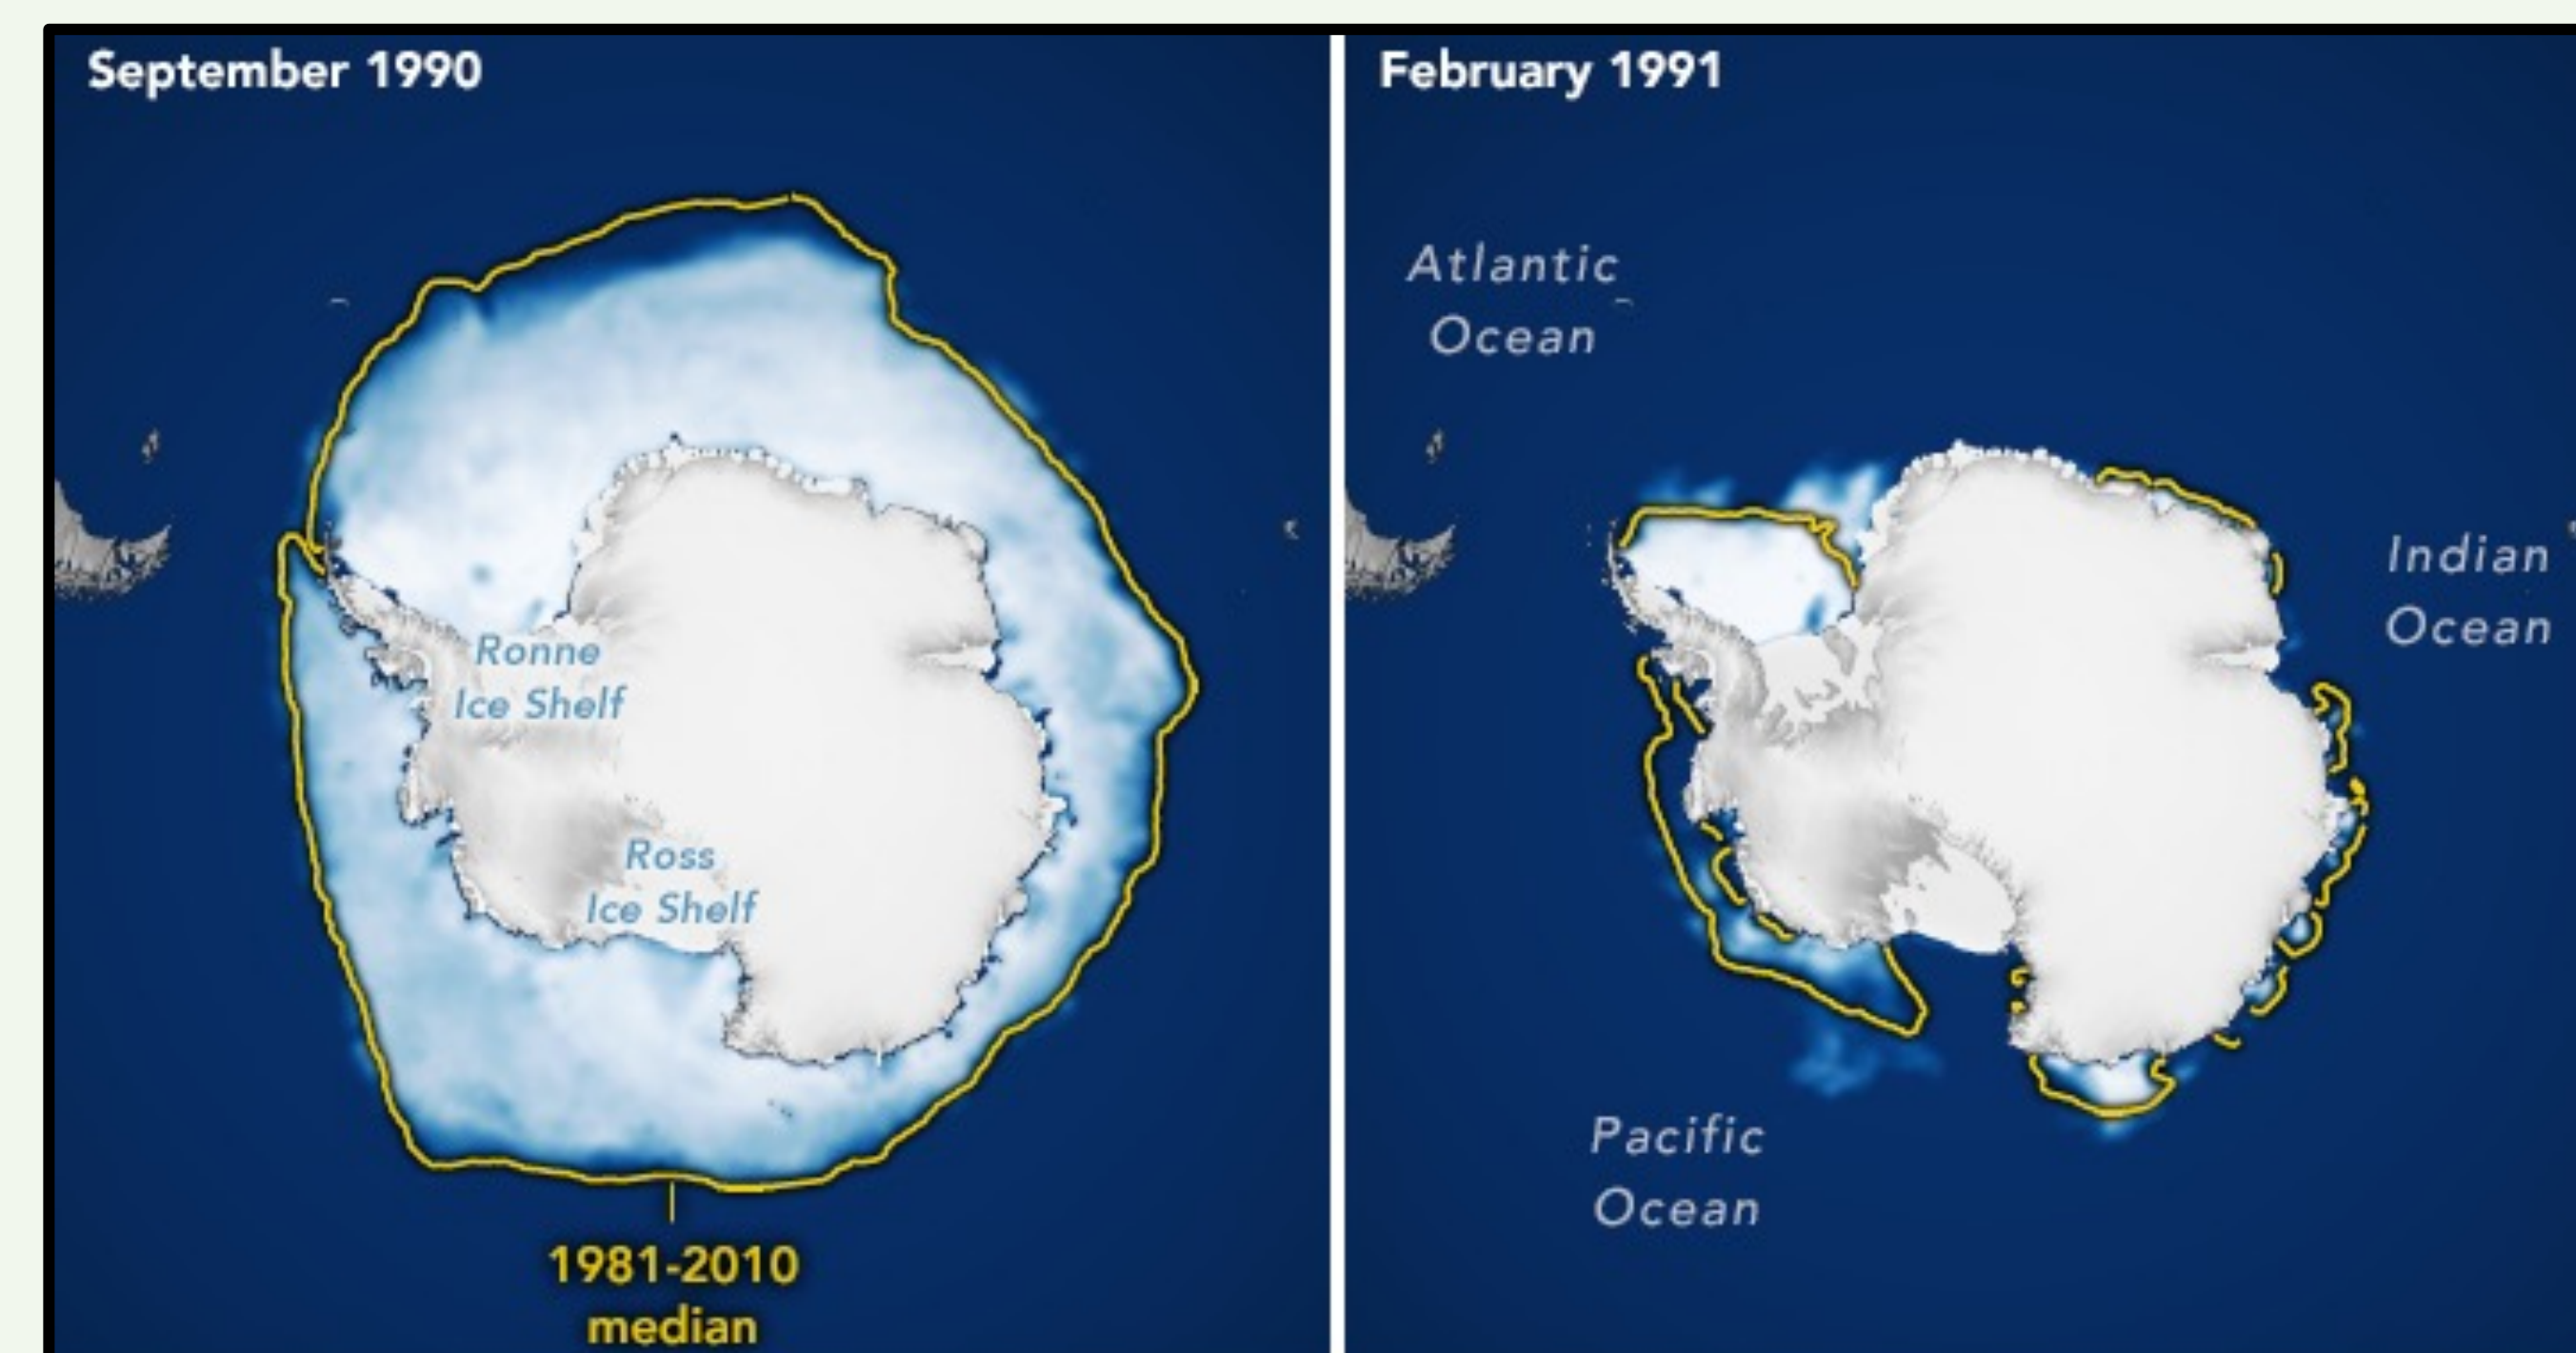 September 1990
Ronne
Ice Shelf
Ross
Ice Shelf
1981-2010
median
February 1991
Atlantic
Ocean
Indian
Ocean
Pacific
Ocean